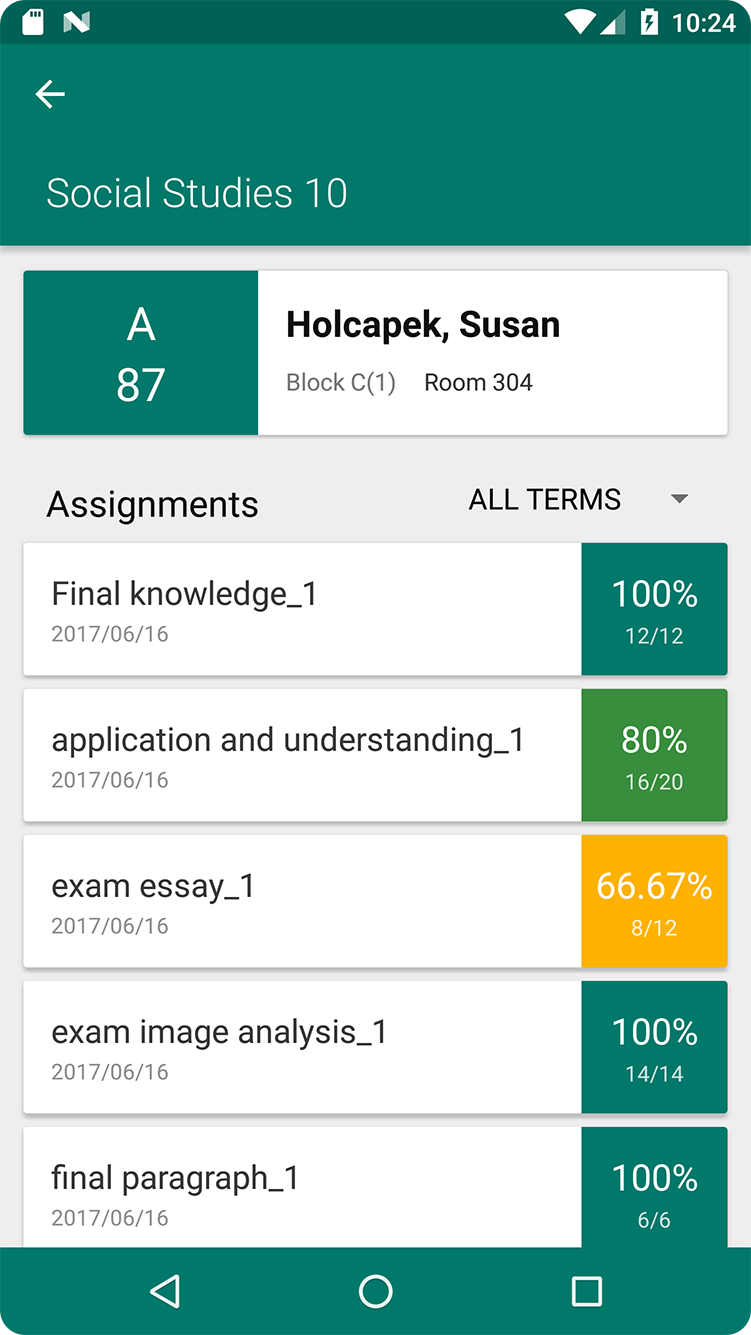 10:24
Social Studies 10
A
87
Holcapek, Susan
Block C(1) Room 304
Assignments
ALL TERMS
Final knowledge_1
2017/06/16
100%
12/12
application and understanding_1
2017/06/16
80%
16/20
exam essay_1
2017/06/16
66.67%
8/12
exam image analysis_1
2017/06/16
100%
14/14
final paragraph_1
2017/06/16
100%
6/6